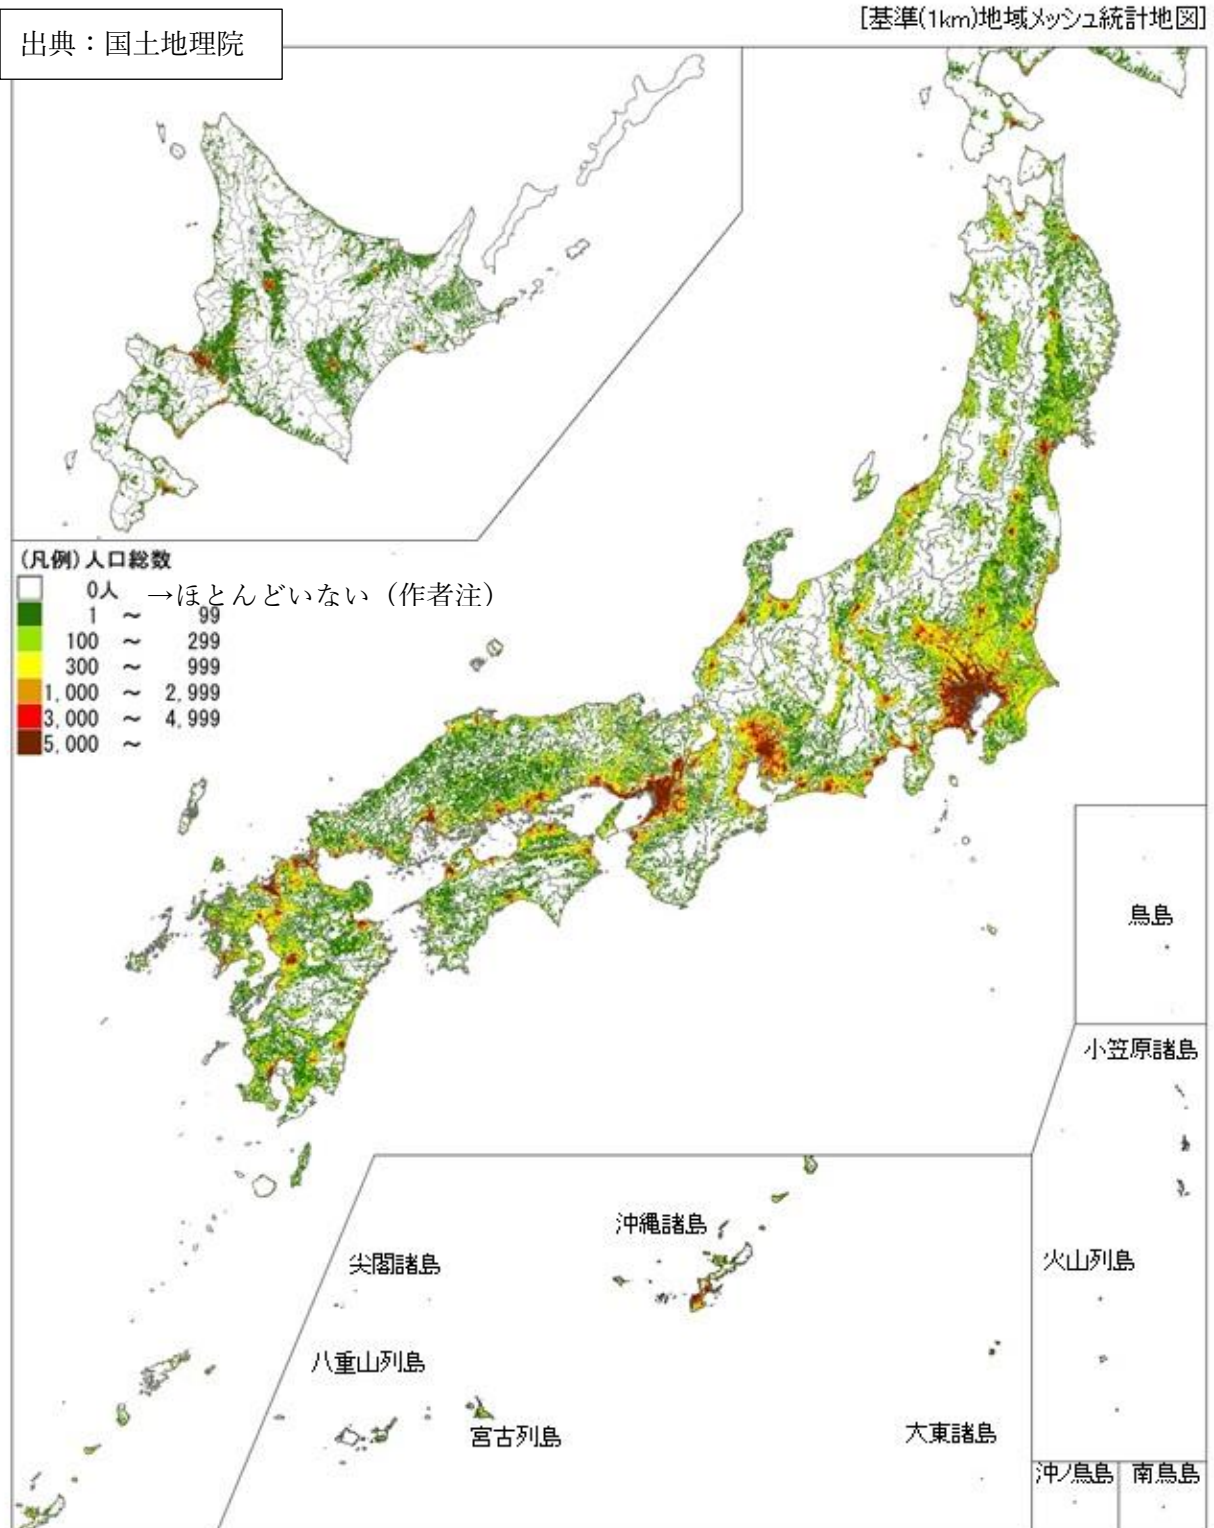 [基準(1km)地域メッシュ統計地図]
出典：国土地理院
(凡例)人口総数
0人 →ほとんどいない（作者注）
1 ～ 99
100 ～ 299
300 ～ 999
1,000 ～ 2,999
3,000 ～ 4,999
5,000 ～
鳥島
小笠原諸島
沖縄諸島
尖閣諸島
火山列島
八重山列島
宮古列島
大東諸島
沖ノ鳥島
南鳥島